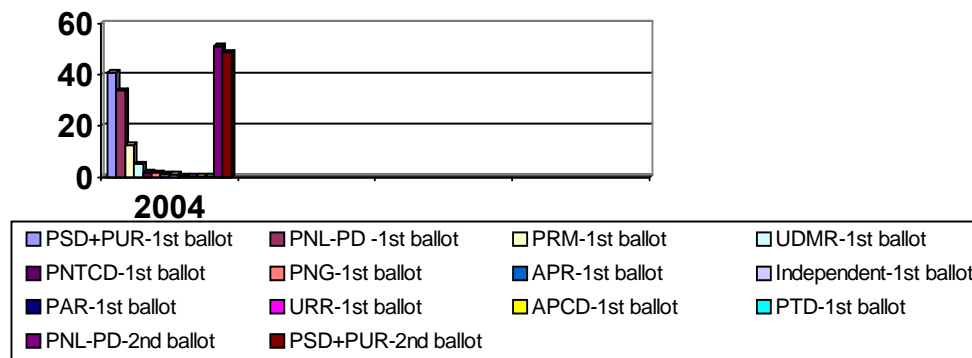 60
40
20
0
2004
PSD+PUR-1st ballot PNL-PD -1st ballot PRM-1st ballot UDMR-1st ballot
PNTCD-1st ballot PNG-1st ballot APR-1st ballot Independent-1st ballot
PAR-1st ballot URR-1st ballot APCD-1st ballot PTD-1st ballot
PNL-PD-2nd ballot PSD+PUR-2nd ballot